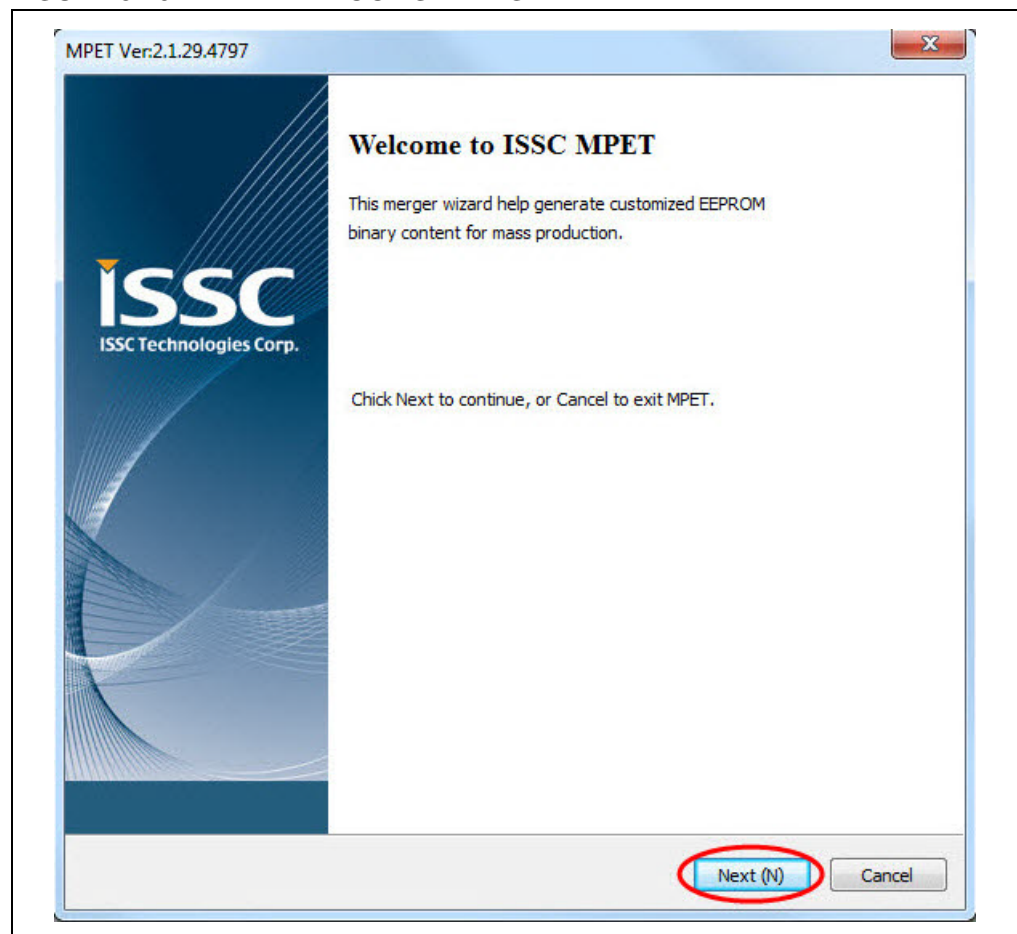 MPET Ver:2.1.29.4797
x
Welcome to ISSC MPET
This merger wizard help generate customized EEPROM
binary content for mass production.
ISSC
ISSC Technologies Corp.
Chick Next to continue, or Cancel to exit MPET.
Next (N)
Cancel